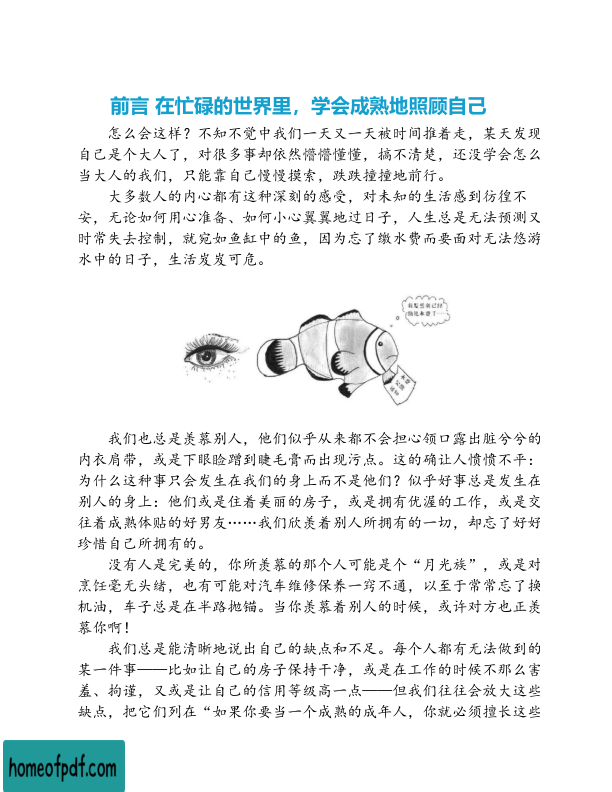 前言 在忙碌的世界里，学会成熟地照顾自己
怎么会这样？不知不觉中我们一天又一天被时间推着走，某天发现
自己是个大人了，对很多事却依然懵懵懂懂，搞不清楚，还没学会怎么
当大人的我们，只能靠自己慢慢摸索，跌跌撞撞地前行。
大多数人的内心都有这种深刻的感受，对未知的生活感到彷徨不
安，无论如何用心准备、如何小心翼翼地过日子，人生总是无法预测又
时常失去控制，就宛如鱼缸中的鱼，因为忘了缴水费而要面对无法悠游
水中的日子，生活岌岌可危。
水费
我们也总是羡慕别人，他们似乎从来都不会担心领口露出脏兮兮的
内衣肩带，或是下眼睑蹭到睫毛膏而出现污点。这的确让人愤愤不平：
为什么这种事只会发生在我们的身上而不是他们？似乎好事总是发生在
别人的身上：他们或是住着美丽的房子，或是拥有优渥的工作，或是交
往着成熟体贴的好男友……我们欣羡着别人所拥有的一切，却忘了好好
珍惜自己所拥有的。
没有人是完美的，你所羡慕的那个人可能是个“月光族”，或是对
烹饪毫无头绪，也有可能对汽车维修保养一窍不通，以至于常常忘了换
机油，车子总是在半路抛锚。当你羡慕着别人的时候，或许对方也正羡
慕你啊！
我们总是能清晰地说出自己的缺点和不足。每个人都有无法做到的
某一件事——比如让自己的房子保持干净，或是在工作的时候不那么害
羞、拘谨，又或是让自己的信用等级高一点——但我们往往会放大这些
缺点，把它们列在“如果你要当一个成熟的成年人，你就必须擅长这些
homeofpdf.com